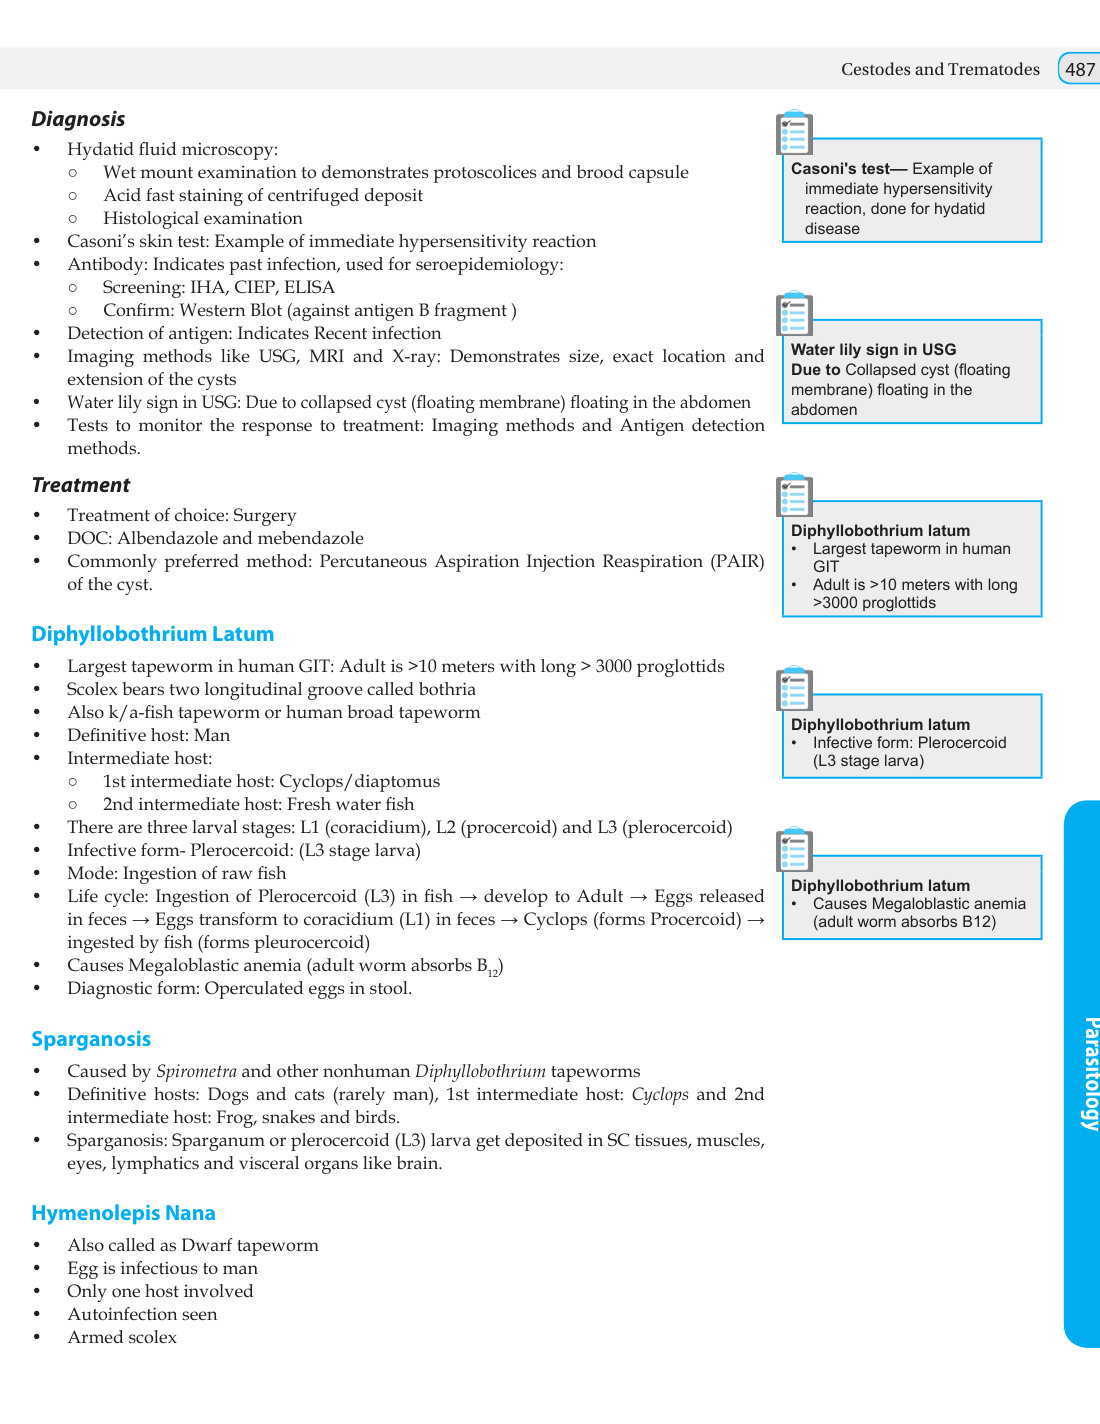 Cestodes and Trematodes 487
Diagnosis
• Hydatid fluid microscopy:
○ Wet mount examination to demonstrates protoscolices and brood capsule
○ Acid fast staining of centrifuged deposit
○ Histological examination
• Casoni’s skin test: Example of immediate hypersensitivity reaction
• Antibody: Indicates past infection, used for seroepidemiology:
○ Screening: IHA, CIEP, ELISA
○ Confirm: Western Blot (against antigen B fragment )
• Detection of antigen: Indicates Recent infection
• Imaging methods like USG, MRI and X-ray: Demonstrates size, exact location and
extension of the cysts
• Water lily sign in USG: Due to collapsed cyst (floating membrane) floating in the abdomen
• Tests to monitor the response to treatment: Imaging methods and Antigen detection
methods.
Treatment
• Treatment of choice: Surgery
• DOC: Albendazole and mebendazole
• Commonly preferred method: Percutaneous Aspiration Injection Reaspiration (PAIR)
of the cyst.
Diphyllobothrium Latum
• Largest tapeworm in human GIT: Adult is >10 meters with long > 3000 proglottids
• Scolex bears two longitudinal groove called bothria
• Also k/a-fish tapeworm or human broad tapeworm
• Definitive host: Man
• Intermediate host:
○ 1st intermediate host: Cyclops/diaptomus
○ 2nd intermediate host: Fresh water fish
• There are three larval stages: L1 (coracidium), L2 (procercoid) and L3 (plerocercoid)
• Infective form- Plerocercoid: (L3 stage larva)
• Mode: Ingestion of raw fish
• Life cycle: Ingestion of Plerocercoid (L3) in fish → develop to Adult → Eggs released
in feces → Eggs transform to coracidium (L1) in feces → Cyclops (forms Procercoid) →
ingested by fish (forms pleurocercoid)
• Causes Megaloblastic anemia (adult worm absorbs B12)
• Diagnostic form: Operculated eggs in stool.
Sparganosis
• Caused by Spirometra and other nonhuman Diphyllobothrium tapeworms
• Definitive hosts: Dogs and cats (rarely man), 1st intermediate host: Cyclops and 2nd
intermediate host: Frog, snakes and birds.
• Sparganosis: Sparganum or plerocercoid (L3) larva get deposited in SC tissues, muscles,
eyes, lymphatics and visceral organs like brain.
Hymenolepis Nana
• Also called as Dwarf tapeworm
• Egg is infectious to man
• Only one host involved
• Autoinfection seen
• Armed scolex
Casoni's test— Example of
immediate hypersensitivity
reaction, done for hydatid
disease
Water lily sign in USG
Due to Collapsed cyst (floating
membrane) floating in the
abdomen
Diphyllobothrium latum
• Largest tapeworm in human
GIT
• Adult is >10 meters with long
>3000 proglottids
Diphyllobothrium latum
• Infective form: Plerocercoid
(L3 stage larva)
Diphyllobothrium latum
• Causes Megaloblastic anemia
(adult worm absorbs B12)
Parasitology